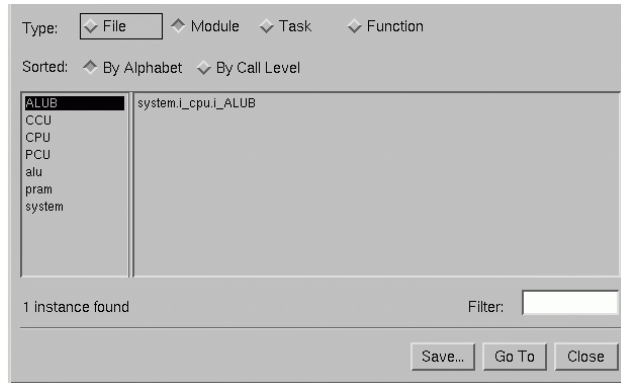 Type: File Module Task Function
Sorted: By Alphabet By Call Level
ALUB system.i_cpu.i_ALUB
CCU
CPU
PCU
alu
pram
system
1 instance found Filter:
Save... Go To Close